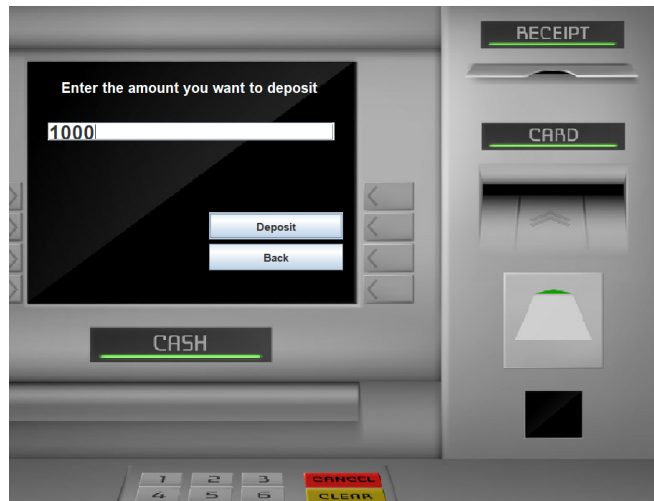 RECEIPT
Enter the amount you want to deposit
1000
CARD
Deposit
Back
CASH
1 2 3 CANCEL
4 5 6 CLEAR